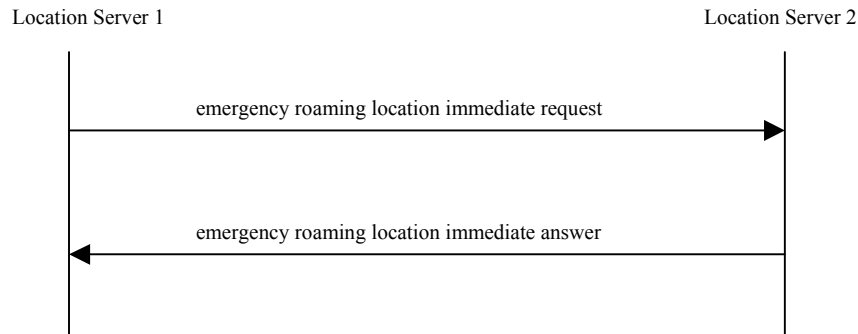 Location Server 1
Location Server 2
emergency roaming location immediate request
emergency roaming location immediate answer